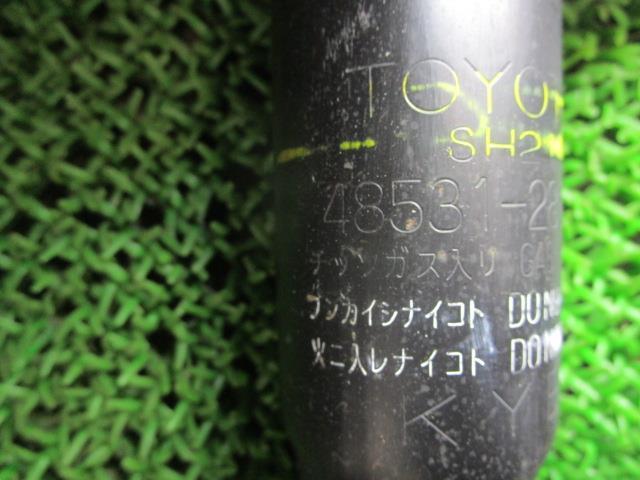 TOYO
SH2
48531-28
チッソガス入リ GA
ブンカイシナイコト DO N
火ニ入レナイコト DO N
KY